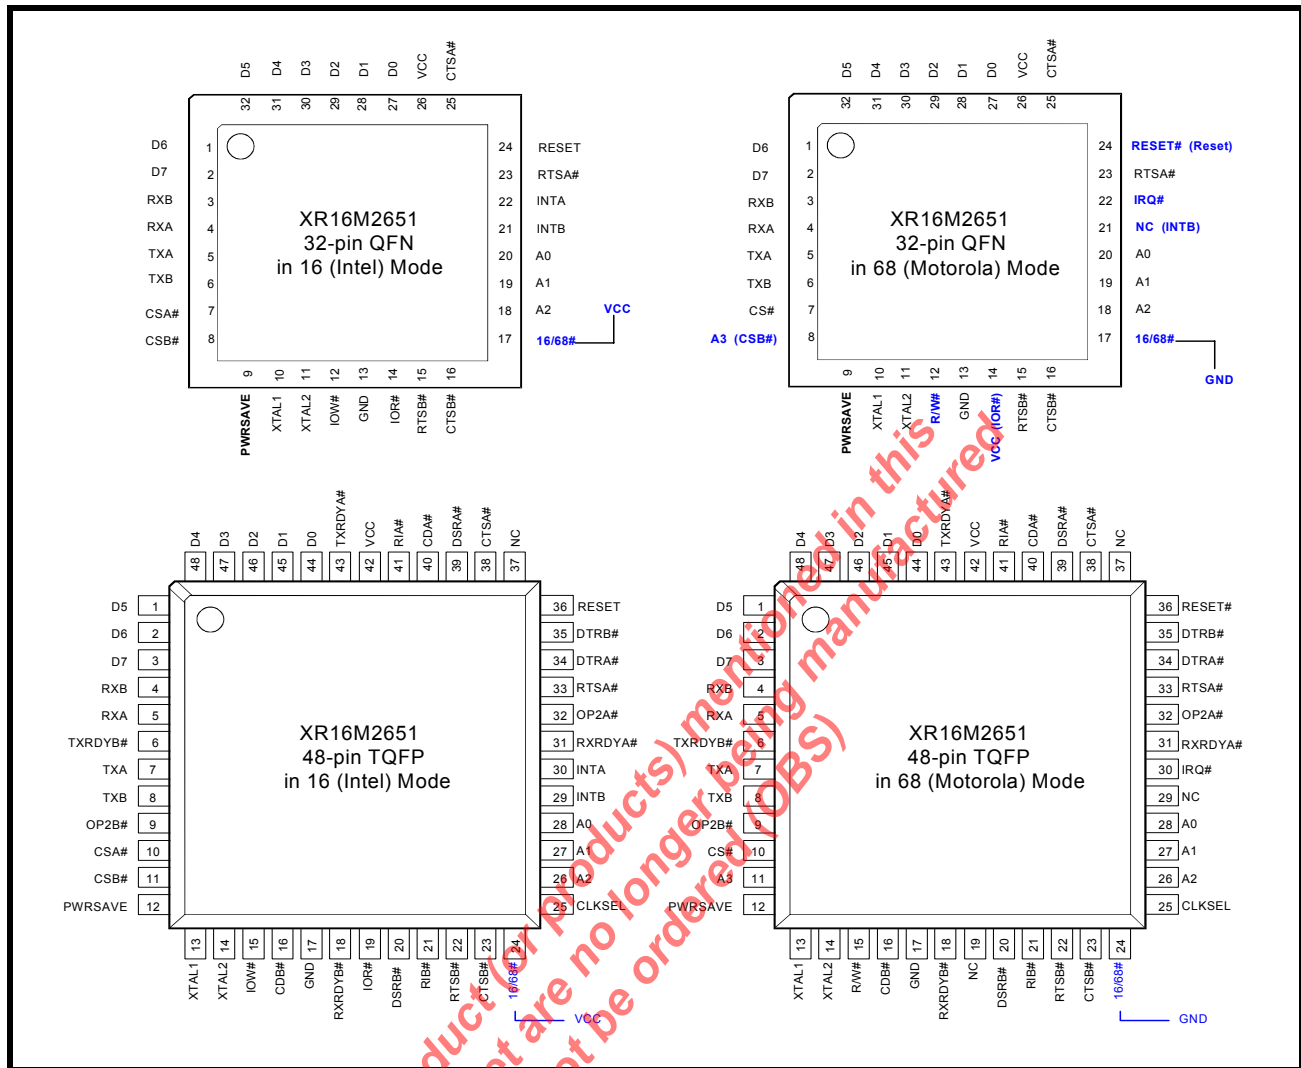 D5 D4 D3 D2 D1 D0 VCC CTSA#
32 31 30 29 28 27 26 25
D6 1
D7 2
RXB 3
RXA 4
TXA 5
TXB 6
CSA# 7
CSB# 8
XR16M2651
32-pin QFN
in 16 (Intel) Mode
24 RESET
23 RTSA#
22 INTA
21 INTB
20 A0
19 A1
18 A2
17 16/68#
VCC
9 10 11 12 13 14 15 16
PWRSAVE XTAL1 XTAL2 IOW# GND IOR# RTSB# CTSB#
D5 D4 D3 D2 D1 D0 VCC CTSA#
32 31 30 29 28 27 26 25
D6 1
D7 2
RXB 3
RXA 4
TXA 5
TXB 6
CS# 7
A3 (CSB#) 8
XR16M2651
32-pin QFN
in 68 (Motorola) Mode
24 RESET# (Reset)
23 RTSA#
22 IRQ#
21 NC (INTB)
20 A0
19 A1
18 A2
17 16/68#
GND
9 10 11 12 13 14 15 16
PWRSAVE XTAL1 XTAL2 R/W# GND VCC (IOR#) RTSB# CTSB#
D4 D3 D2 D1 D0 TXRDYA# VCC RIA# CDA# DSRA# CTSA# NC
48 47 46 45 44 43 42 41 40 39 38 37
D5 1
D6 2
D7 3
RXB 4
RXA 5
TXRDYB# 6
TXA 7
TXB 8
OP2B# 9
CSA# 10
CSB# 11
PWRSAVE 12
XR16M2651
48-pin TQFP
in 16 (Intel) Mode
36 RESET
35 DTRB#
34 DTRA#
33 RTSA#
32 OP2A#
31 RXRDYA#
30 INTA
29 INTB
28 A0
27 A1
26 A2
25 CLKSEL
13 14 15 16 17 18 19 20 21 22 23 24
XTAL1 XTAL2 IOW# CDB# GND RXRDYB# IOR# DSRB# RIB# RTSB# CTSB# 16/68#
VCC
D4 D3 D2 D1 D0 TXRDYA# VCC RIA# CDA# DSRA# CTSA# NC
48 47 46 45 44 43 42 41 40 39 38 37
D5 1
D6 2
D7 3
RXB 4
RXA 5
TXRDYB# 6
TXA 7
TXB 8
OP2B# 9
CS# 10
A3 11
PWRSAVE 12
XR16M2651
48-pin TQFP
in 68 (Motorola) Mode
36 RESET#
35 DTRB#
34 DTRA#
33 RTSA#
32 OP2A#
31 RXRDYA#
30 IRQ#
29 NC
28 A0
27 A1
26 A2
25 CLKSEL
13 14 15 16 17 18 19 20 21 22 23 24
XTAL1 XTAL2 R/W# CDB# GND RXRDYB# NC DSRB# RIB# RTSB# CTSB# 16/68#
GND
duct (or products) mentioned in this
et are no longer being manufactured
ot be ordered (OBS)